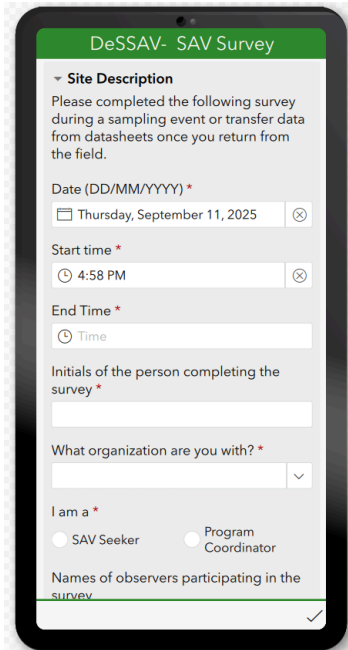 DeSSAV- SAV Survey
Site Description
Please completed the following survey
during a sampling event or transfer data
from datasheets once you return from
the field.
Date (DD/MM/YYYY) *
Thursday, September 11, 2025
Start time *
4:58 PM
End Time *
Time
Initials of the person completing the
survey *
What organization are you with? *
I am a *
SAV Seeker
Program
Coordinator
Names of observers participating in the
survey